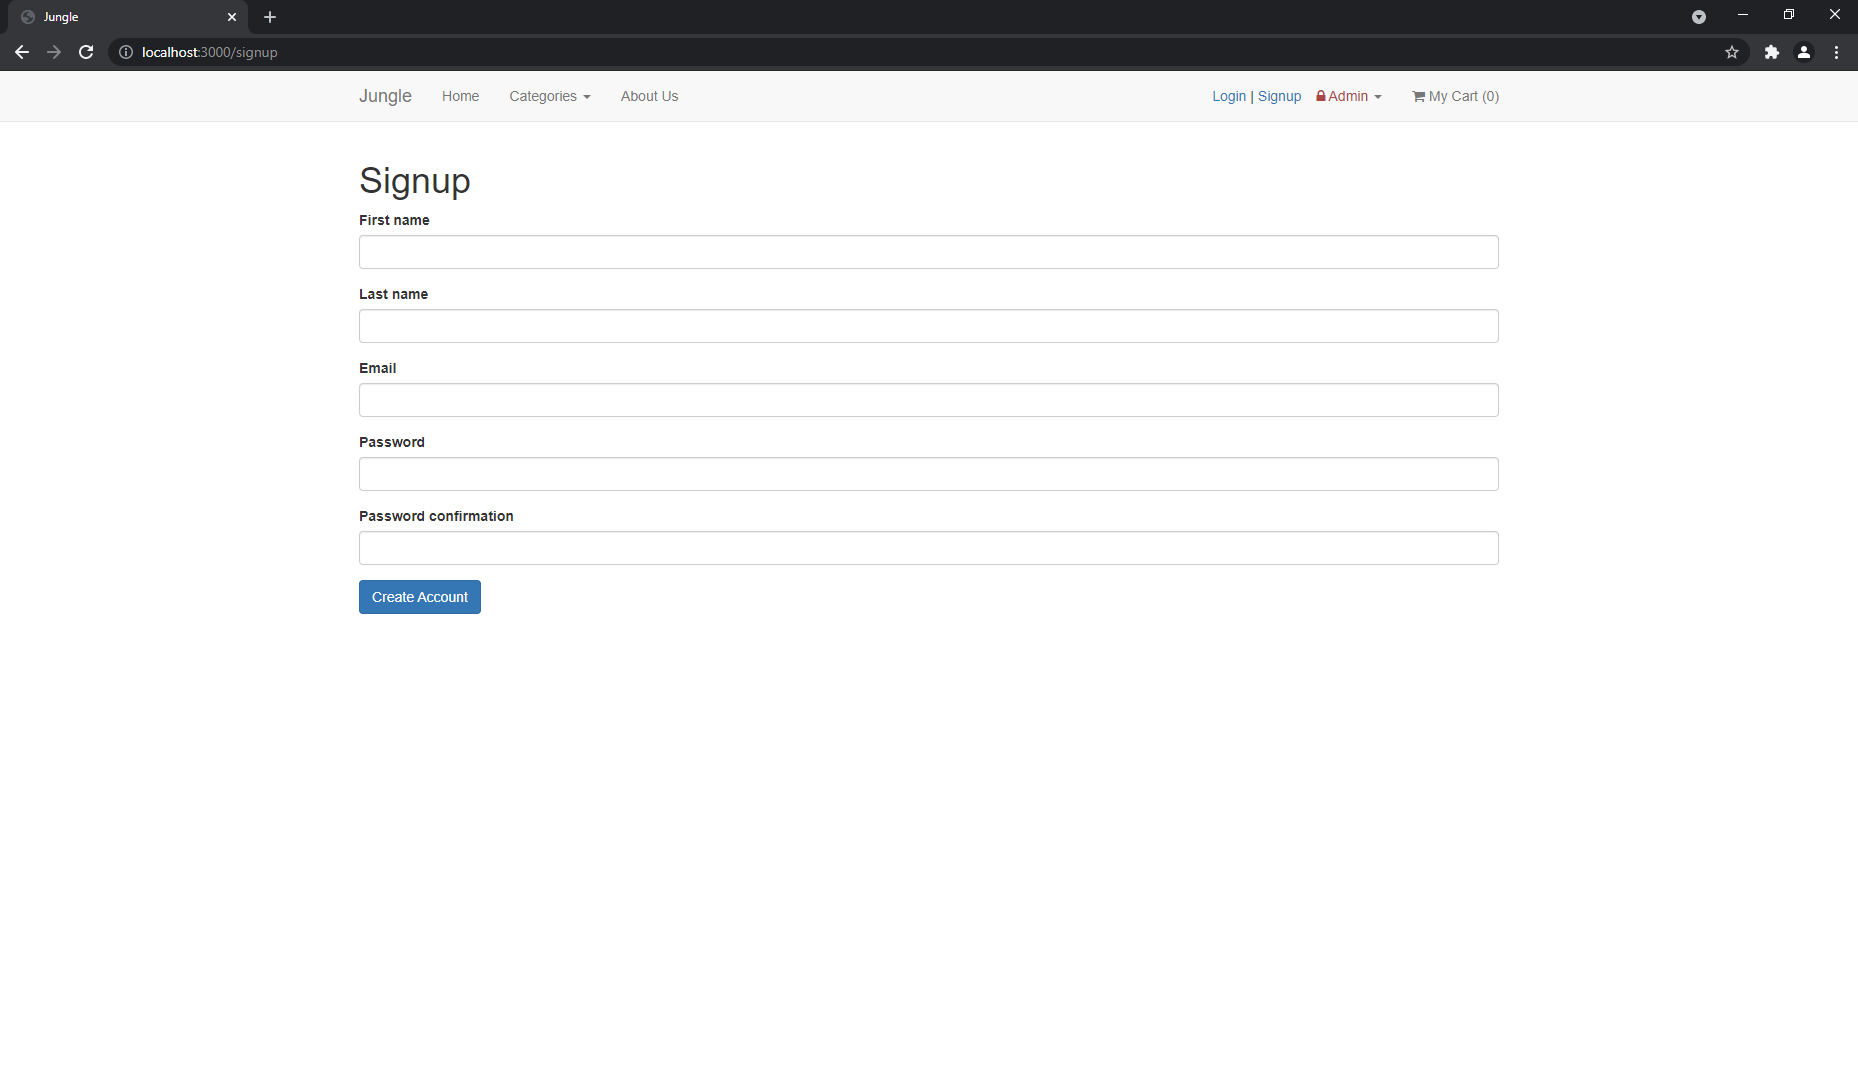 Jungle
localhost:3000/signup
Jungle Home Categories About Us Login | Signup Admin My Cart (0)
Signup
First name
Last name
Email
Password
Password confirmation
Create Account